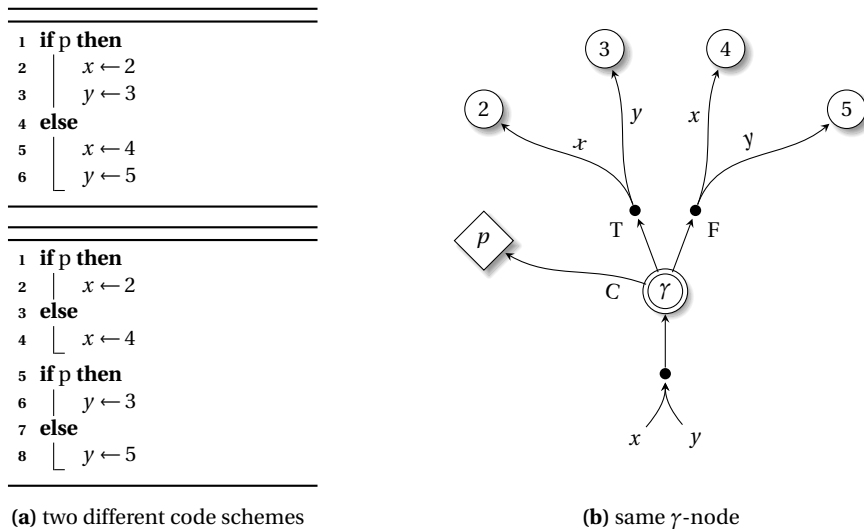 1 if p then
2 x ← 2
3 y ← 3
4 else
5 x ← 4
6 y ← 5
1 if p then
2 x ← 2
3 else
4 x ← 4
5 if p then
6 y ← 3
7 else
8 y ← 5
(a) two different code schemes
3 4
2 5
y x
x y
T F
p
C γ
x y
(b) same γ-node